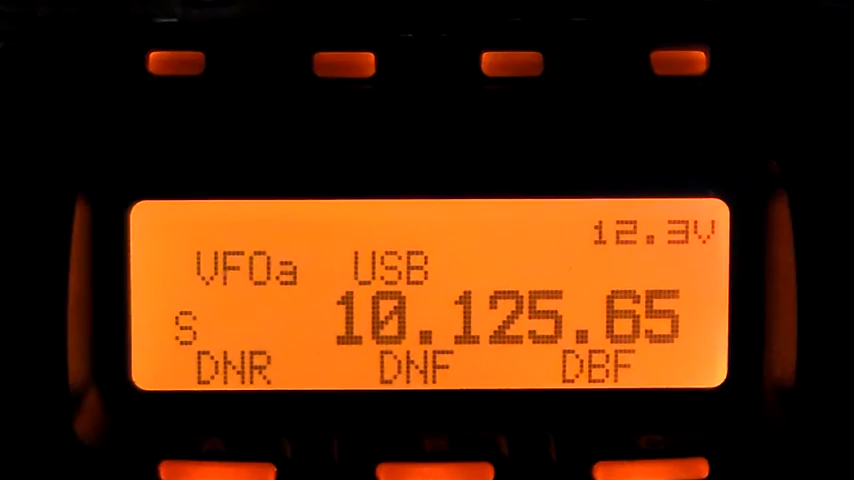 12.3V
VFOa USB
S 10.125.65
DNR DNF DBF